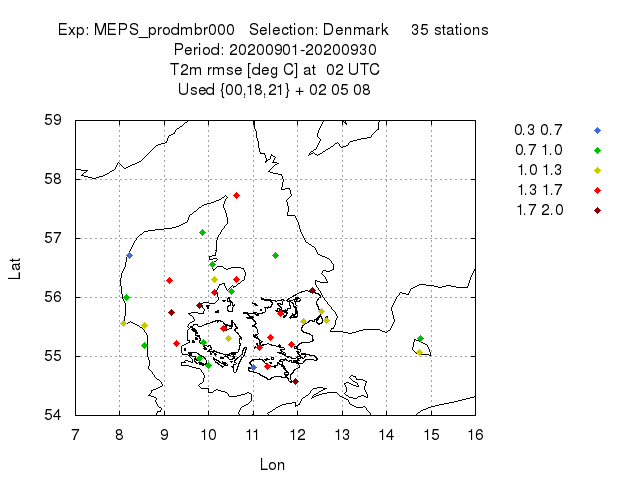 Exp: MEPS_prodmbr000 Selection: Denmark 35 stations
Period: 20200901-20200930
T2m rmse [deg C] at 02 UTC
Used {00,18,21} + 02 05 08
59
58
57
56
55
54
Lat
7 8 9 10 11 12 13 14 15 16
Lon
0.3 0.7
0.7 1.0
1.0 1.3
1.3 1.7
1.7 2.0